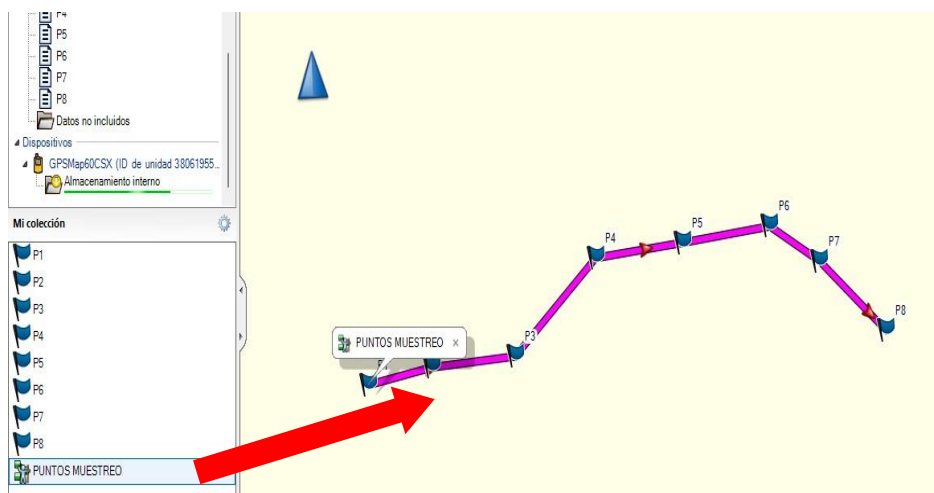 P4
P5
P6
P7
P8
Datos no incluidos
Dispositivos
GPSMap60CSX (ID de unidad 38061955...
Almacenamiento interno
Mi colección
P1
P2
P3
P4
P5
P6
P7
P8
PUNTOS MUESTREO
P6
P5
P4
P7
P8
P3
PUNTOS MUESTREO